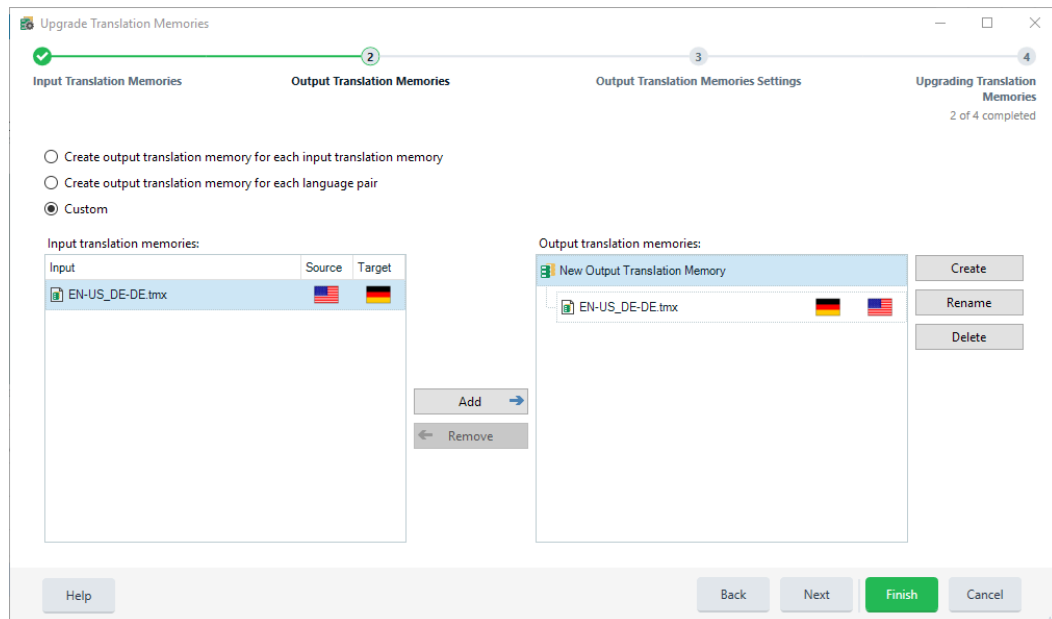 Upgrade Translation Memories
2
3
4
Input Translation Memories
Output Translation Memories
Output Translation Memories Settings
Upgrading Translation
Memories
2 of 4 completed
Create output translation memory for each input translation memory
Create output translation memory for each language pair
Custom
Input translation memories:
Input Source Target
EN-US_DE-DE.tmx
Add
Remove
Output translation memories:
New Output Translation Memory
EN-US_DE-DE.tmx
Create
Rename
Delete
Help
Back
Next
Finish
Cancel